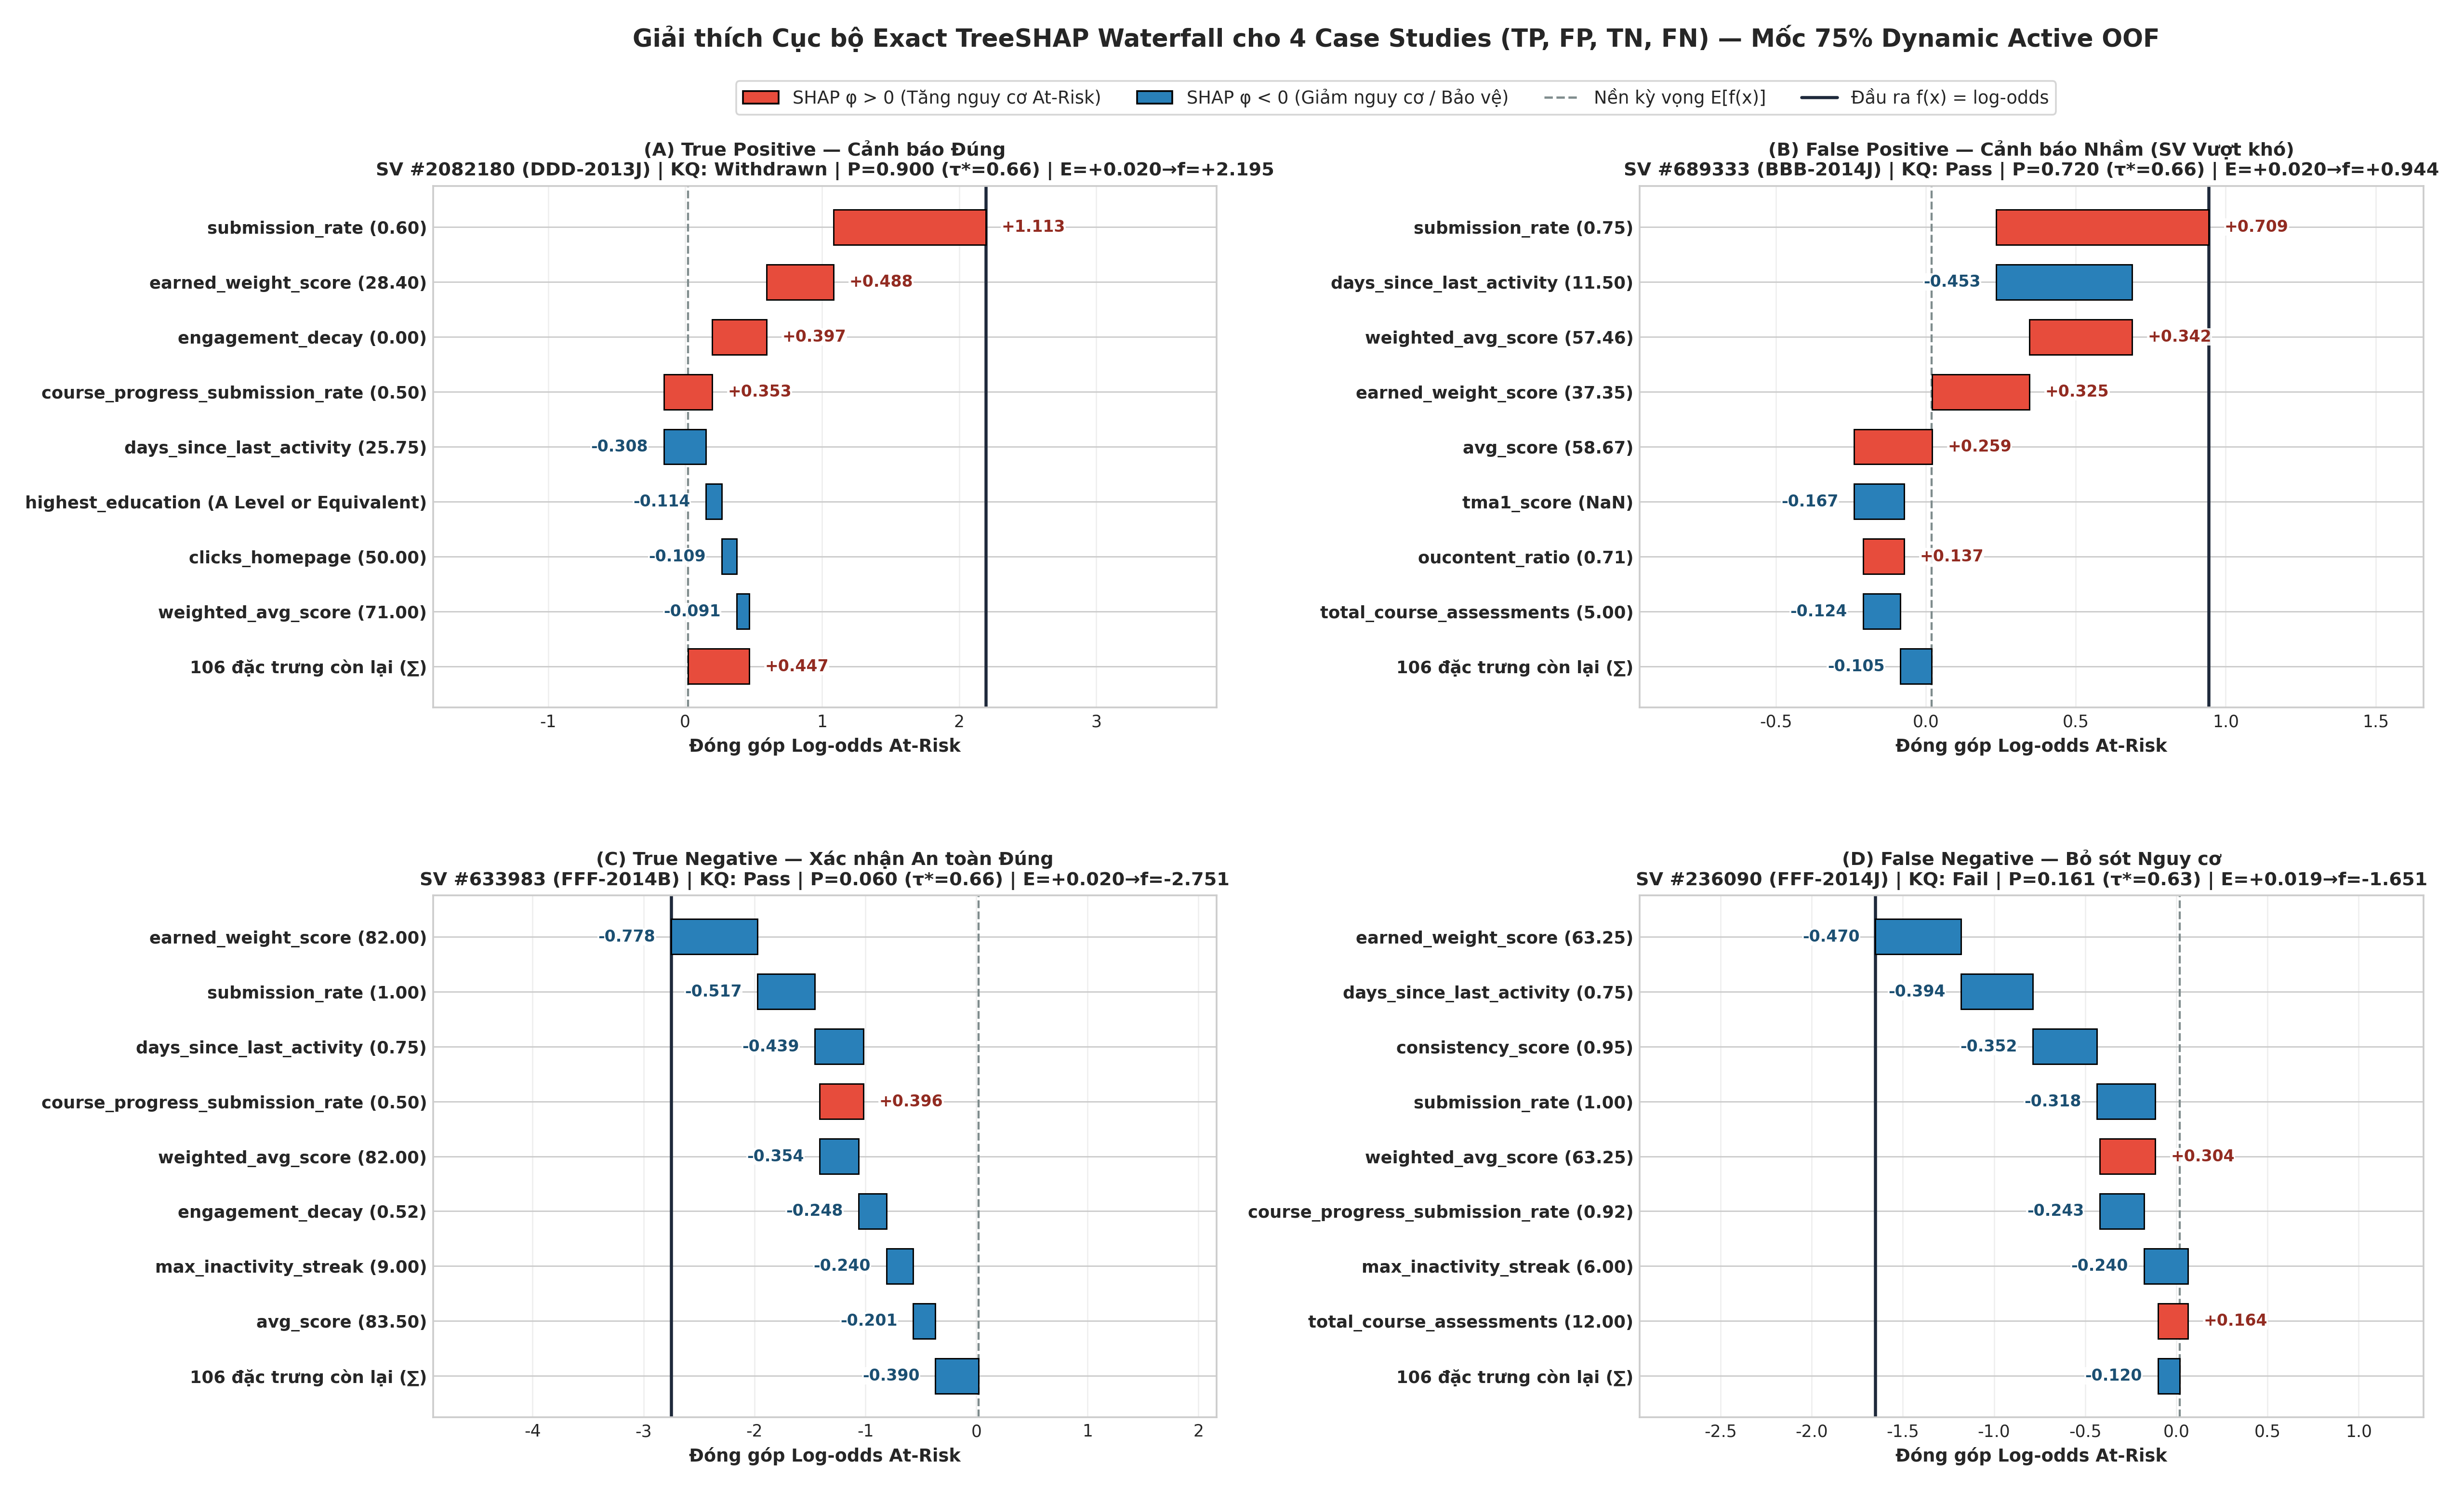 Giải thích Cục bộ Exact TreeSHAP Waterfall cho 4 Case Studies (TP, FP, TN, FN) — Mốc 75% Dynamic Active OOF
SHAP φ > 0 (Tăng nguy cơ At-Risk)
SHAP φ < 0 (Giảm nguy cơ / Bảo vệ)
Nền kỳ vọng E[f(x)]
Đầu ra f(x) = log-odds
(A) True Positive — Cảnh báo Đúng
SV #2082180 (DDD-2013J) | KQ: Withdrawn | P=0.900 (τ*=0.66) | E=+0.020→f=+2.195
submission_rate (0.60)
+1.113
earned_weight_score (28.40)
+0.488
engagement_decay (0.00)
+0.397
course_progress_submission_rate (0.50)
+0.353
days_since_last_activity (25.75)
-0.308
highest_education (A Level or Equivalent)
-0.114
clicks_homepage (50.00)
-0.109
weighted_avg_score (71.00)
-0.091
106 đặc trưng còn lại (∑)
+0.447
-1 0 1 2 3
Đóng góp Log-odds At-Risk
(B) False Positive — Cảnh báo Nhầm (SV Vượt khó)
SV #689333 (BBB-2014J) | KQ: Pass | P=0.720 (τ*=0.66) | E=+0.020→f=+0.944
submission_rate (0.75)
+0.709
days_since_last_activity (11.50)
-0.453
weighted_avg_score (57.46)
+0.342
earned_weight_score (37.35)
+0.325
avg_score (58.67)
+0.259
tma1_score (NaN)
-0.167
oucontent_ratio (0.71)
+0.137
total_course_assessments (5.00)
-0.124
106 đặc trưng còn lại (∑)
-0.105
-0.5 0.0 0.5 1.0 1.5
Đóng góp Log-odds At-Risk
(C) True Negative — Xác nhận An toàn Đúng
SV #633983 (FFF-2014B) | KQ: Pass | P=0.060 (τ*=0.66) | E=+0.020→f=-2.751
earned_weight_score (82.00)
-0.778
submission_rate (1.00)
-0.517
days_since_last_activity (0.75)
-0.439
course_progress_submission_rate (0.50)
+0.396
weighted_avg_score (82.00)
-0.354
engagement_decay (0.52)
-0.248
max_inactivity_streak (9.00)
-0.240
avg_score (83.50)
-0.201
106 đặc trưng còn lại (∑)
-0.390
-4 -3 -2 -1 0 1 2
Đóng góp Log-odds At-Risk
(D) False Negative — Bỏ sót Nguy cơ
SV #236090 (FFF-2014J) | KQ: Fail | P=0.161 (τ*=0.63) | E=+0.019→f=-1.651
earned_weight_score (63.25)
-0.470
days_since_last_activity (0.75)
-0.394
consistency_score (0.95)
-0.352
submission_rate (1.00)
-0.318
weighted_avg_score (63.25)
+0.304
course_progress_submission_rate (0.92)
-0.243
max_inactivity_streak (6.00)
-0.240
total_course_assessments (12.00)
+0.164
106 đặc trưng còn lại (∑)
-0.120
-2.5 -2.0 -1.5 -1.0 -0.5 0.0 0.5 1.0
Đóng góp Log-odds At-Risk